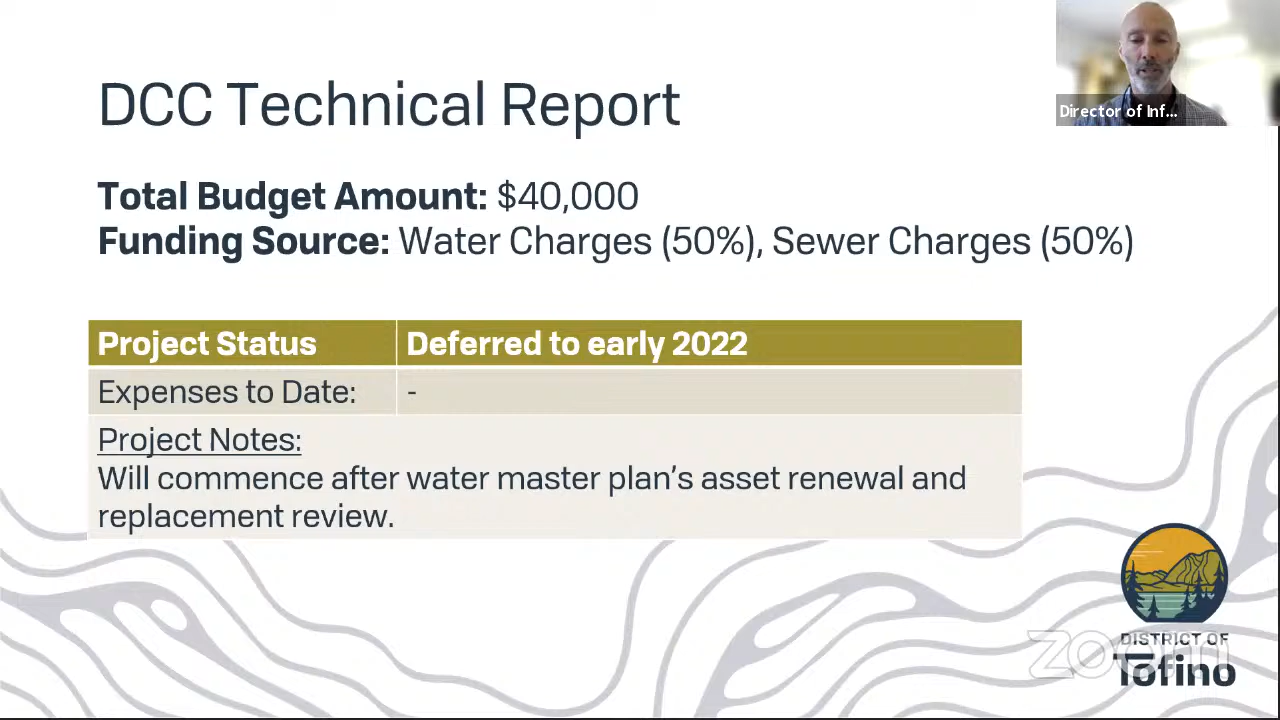 DCC Technical Report
Director of Inf...
Total Budget Amount: $40,000
Funding Source: Water Charges (50%), Sewer Charges (50%)
Project Status Deferred to early 2022
Expenses to Date: -
Project Notes:
Will commence after water master plan's asset renewal and
replacement review.
DISTRICT OF
Tofino
zoom